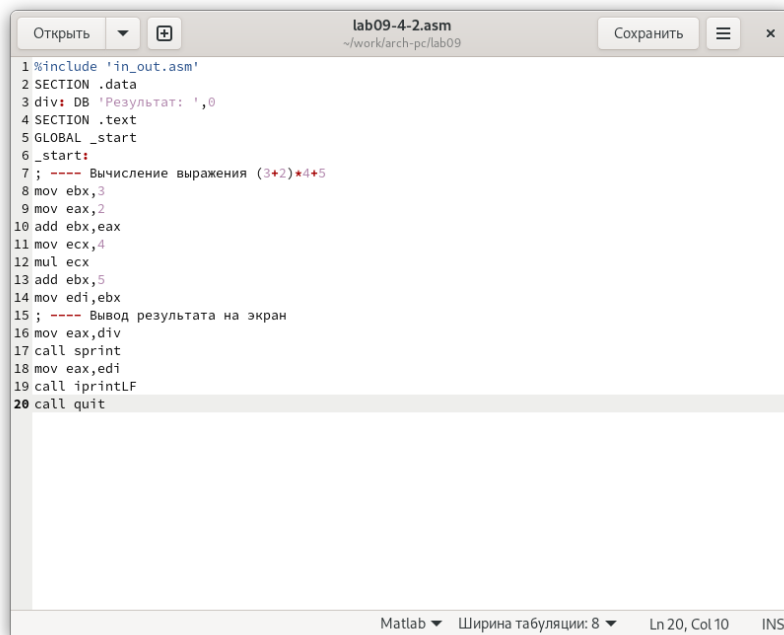 Открыть
lab09-4-2.asm
~/work/arch-pc/lab09
Сохранить
1 %include 'in_out.asm'
2 SECTION .data
3 div: DB 'Результат: ',0
4 SECTION .text
5 GLOBAL _start
6 _start:
7 ; ---- Вычисление выражения (3+2)*4+5
8 mov ebx,3
9 mov eax,2
10 add ebx,eax
11 mov ecx,4
12 mul ecx
13 add ebx,5
14 mov edi,ebx
15 ; ---- Вывод результата на экран
16 mov eax,div
17 call sprint
18 mov eax,edi
19 call iprintLF
20 call quit
Matlab Ширина табуляции: 8 Ln 20, Col 10 INS